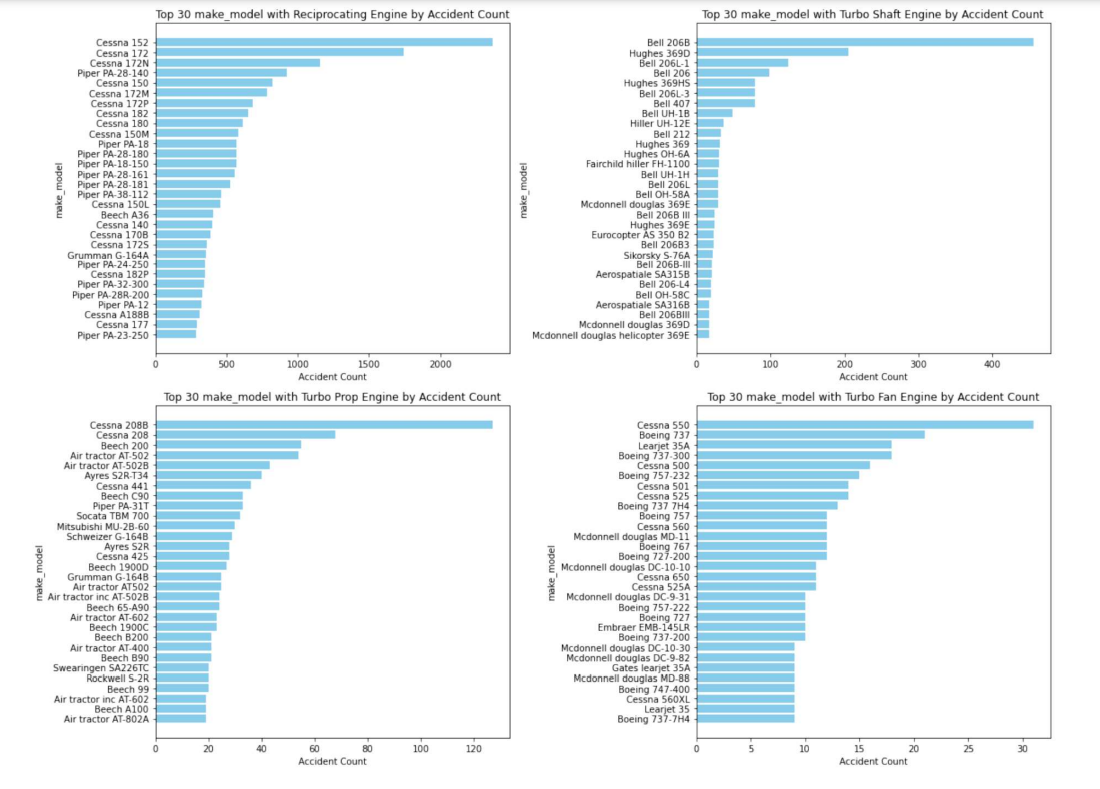 Top 30 make_model with Reciprocating Engine by Accident Count
make_model
Cessna 152
Cessna 172
Cessna 172N
Piper PA-28-140
Cessna 150
Cessna 172M
Cessna 172P
Cessna 182
Cessna 180
Cessna 150M
Piper PA-18
Piper PA-28-180
Piper PA-18-150
Piper PA-28-161
Piper PA-28-181
Piper PA-38-112
Cessna 150L
Beech A36
Cessna 140
Cessna 170B
Cessna 172S
Grumman G-164A
Piper PA-24-250
Cessna 182P
Piper PA-32-300
Piper PA-28R-200
Piper PA-12
Cessna A188B
Cessna 177
Piper PA-23-250
0 500 1000 1500 2000
Accident Count
Top 30 make_model with Turbo Shaft Engine by Accident Count
make_model
Bell 206B
Hughes 369D
Bell 206L-1
Bell 206
Hughes 369HS
Bell 206L-3
Bell 407
Bell UH-1B
Hiller UH-12E
Bell 212
Hughes 369
Hughes OH-6A
Fairchild hiller FH-1100
Bell UH-1H
Bell 206L
Bell OH-58A
Mcdonnell douglas 369E
Bell 206B III
Hughes 369E
Eurocopter AS 350 B2
Bell 206B3
Sikorsky S-76A
Bell 206B-III
Aerospatiale SA315B
Bell 206-L4
Bell OH-58C
Aerospatiale SA316B
Bell 206BIII
Mcdonnell douglas 369D
Mcdonnell douglas helicopter 369E
0 100 200 300 400
Accident Count
Top 30 make_model with Turbo Prop Engine by Accident Count
make_model
Cessna 208B
Cessna 208
Beech 200
Air tractor AT-502
Air tractor AT-502B
Ayres S2R-T34
Cessna 441
Beech C90
Piper PA-31T
Socata TBM 700
Mitsubishi MU-2B-60
Schweizer G-164B
Ayres S2R
Cessna 425
Beech 1900D
Grumman G-164B
Air tractor AT502
Air tractor inc AT-502B
Beech 65-A90
Air tractor AT-602
Beech 1900C
Beech B200
Air tractor AT-400
Beech B90
Swearingen SA226TC
Rockwell S-2R
Beech 99
Air tractor inc AT-602
Beech A100
Air tractor AT-802A
0 20 40 60 80 100 120
Accident Count
Top 30 make_model with Turbo Fan Engine by Accident Count
make_model
Cessna 550
Boeing 737
Learjet 35A
Boeing 737-300
Cessna 500
Boeing 757-232
Cessna 501
Cessna 525
Boeing 737 7H4
Boeing 757
Cessna 560
Mcdonnell douglas MD-11
Boeing 767
Boeing 727-200
Mcdonnell douglas DC-10-10
Cessna 650
Cessna 525A
Mcdonnell douglas DC-9-31
Boeing 757-222
Boeing 727
Embraer EMB-145LR
Boeing 737-200
Mcdonnell douglas DC-10-30
Mcdonnell douglas DC-9-82
Gates learjet 35A
Mcdonnell douglas MD-88
Boeing 747-400
Cessna 560XL
Learjet 35
Boeing 737-7H4
0 5 10 15 20 25 30
Accident Count